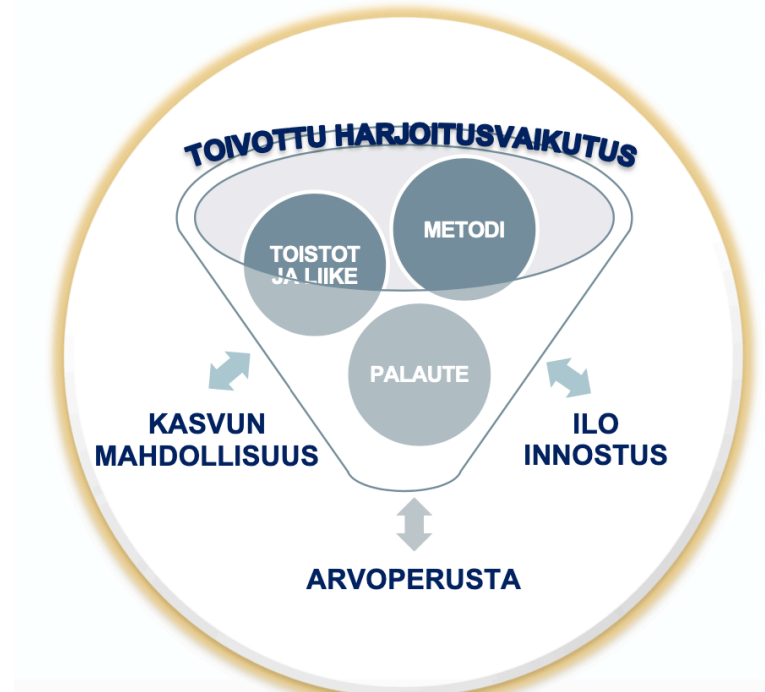 TOIVOTTU HARJOITUSVAIKUTUS
METODI
TOISTOT
JA LIIKE
PALAUTE
KASVUN
MAHDOLLISUUS
ILO
INNOSTUS
ARVOPERUSTA